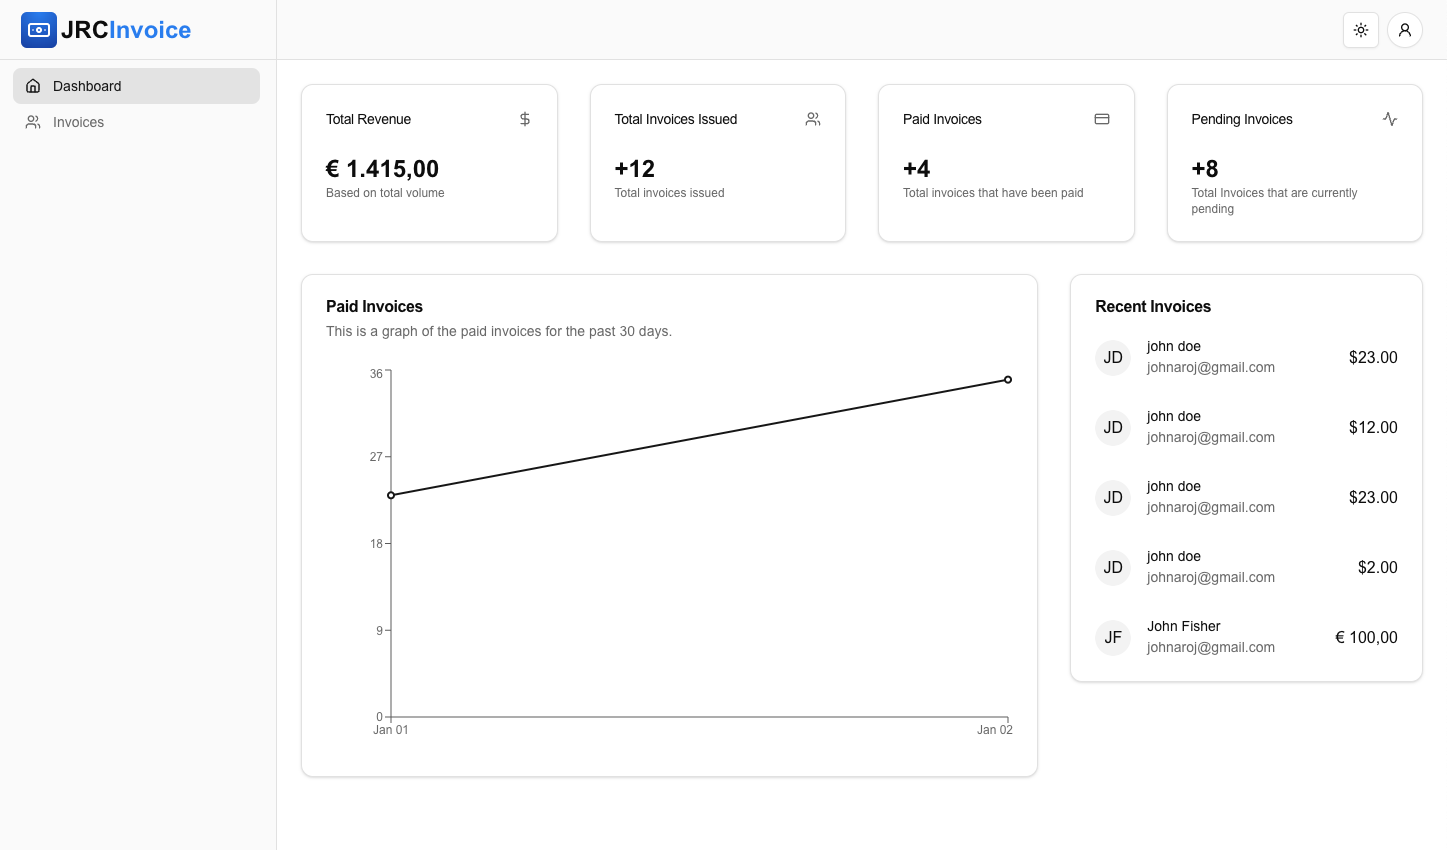 JRCInvoice
Dashboard
Invoices
Total Revenue
€ 1.415,00
Based on total volume
Total Invoices Issued
+12
Total invoices issued
Paid Invoices
+4
Total invoices that have been paid
Pending Invoices
+8
Total Invoices that are currently
pending
Paid Invoices
This is a graph of the paid invoices for the past 30 days.
36
27
18
9
0
Jan 01
Jan 02
Recent Invoices
JD
john doe
johnaroj@gmail.com
$23.00
JD
john doe
johnaroj@gmail.com
$12.00
JD
john doe
johnaroj@gmail.com
$23.00
JD
john doe
johnaroj@gmail.com
$2.00
JF
John Fisher
johnaroj@gmail.com
€ 100,00